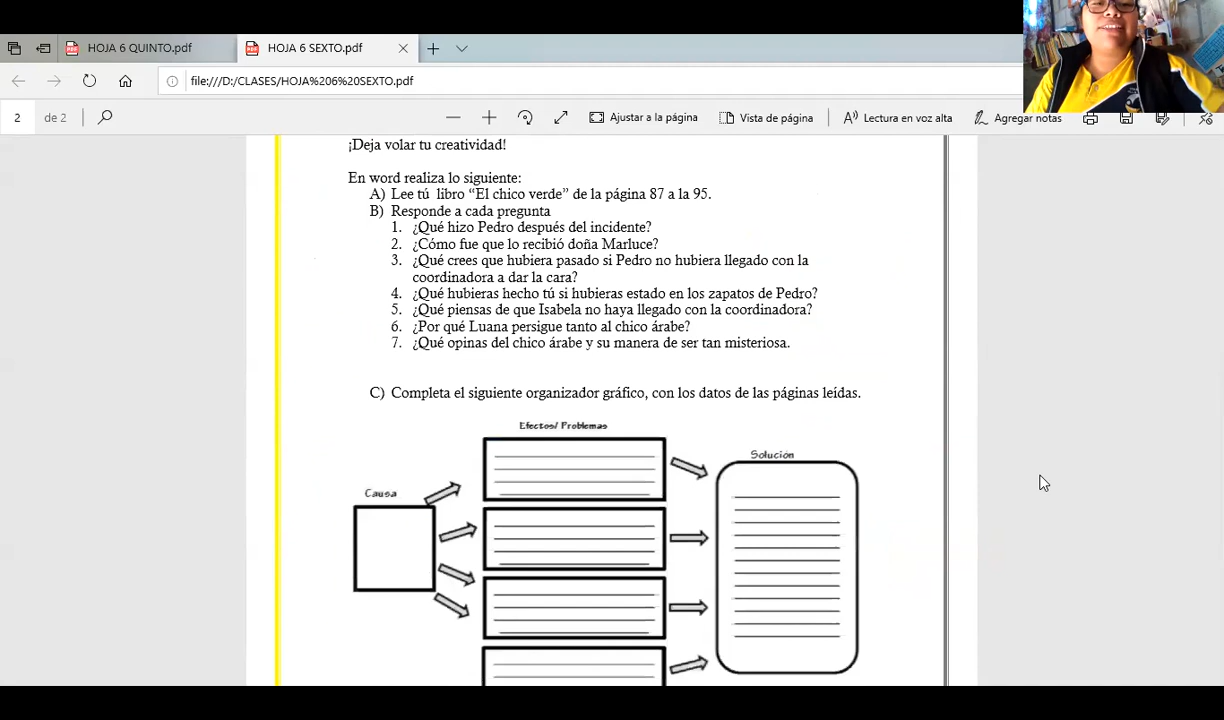 HOJA 6 QUINTO.pdf
HOJA 6 SEXTO.pdf
file:///D:/CLASES/HOJA%206%20SEXTO.pdf
2 de 2 Ajustar a la página Vista de página Lectura en voz alta Agregar notas
¡Deja volar tu creatividad!
En word realiza lo siguiente:
A) Lee tú libro “El chico verde” de la página 87 a la 95.
B) Responde a cada pregunta
1. ¿Qué hizo Pedro después del incidente?
2. ¿Cómo fue que lo recibió doña Marluce?
3. ¿Qué crees que hubiera pasado si Pedro no hubiera llegado con la
coordinadora a dar la cara?
4. ¿Qué hubieras hecho tú si hubieras estado en los zapatos de Pedro?
5. ¿Qué piensas de que Isabela no haya llegado con la coordinadora?
6. ¿Por qué Luana persigue tanto al chico árabe?
7. ¿Qué opinas del chico árabe y su manera de ser tan misteriosa.
C) Completa el siguiente organizador gráfico, con los datos de las páginas leídas.
Efectos/ Problemas
Solución
Causa